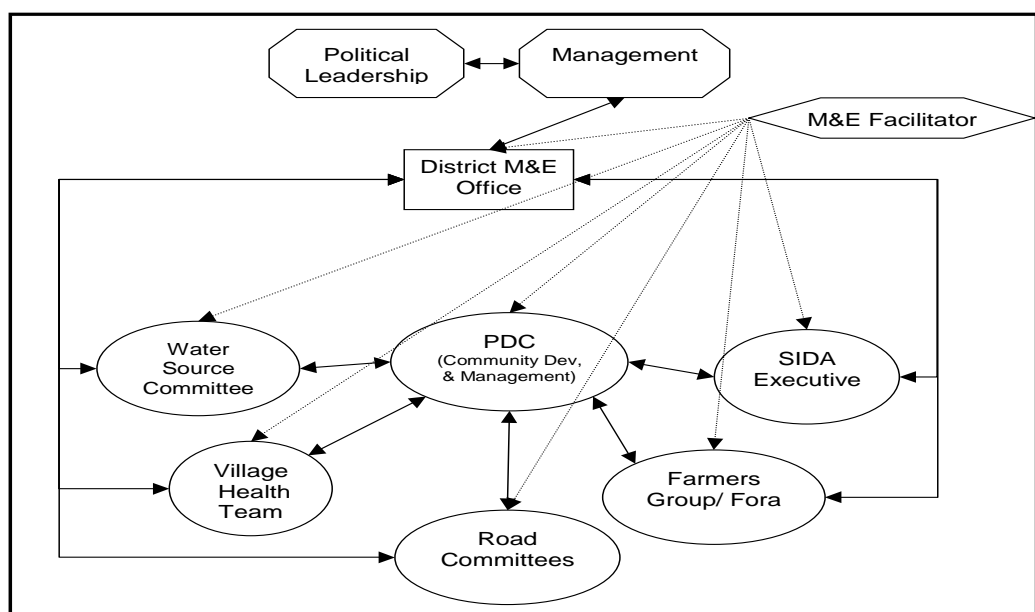 Political
Leadership
Management
M&E Facilitator
District M&E
Office
Water
Source
Committee
PDC
(Community Dev,
& Management)
SIDA
Executive
Village
Health
Team
Farmers
Group/ Fora
Road
Committees